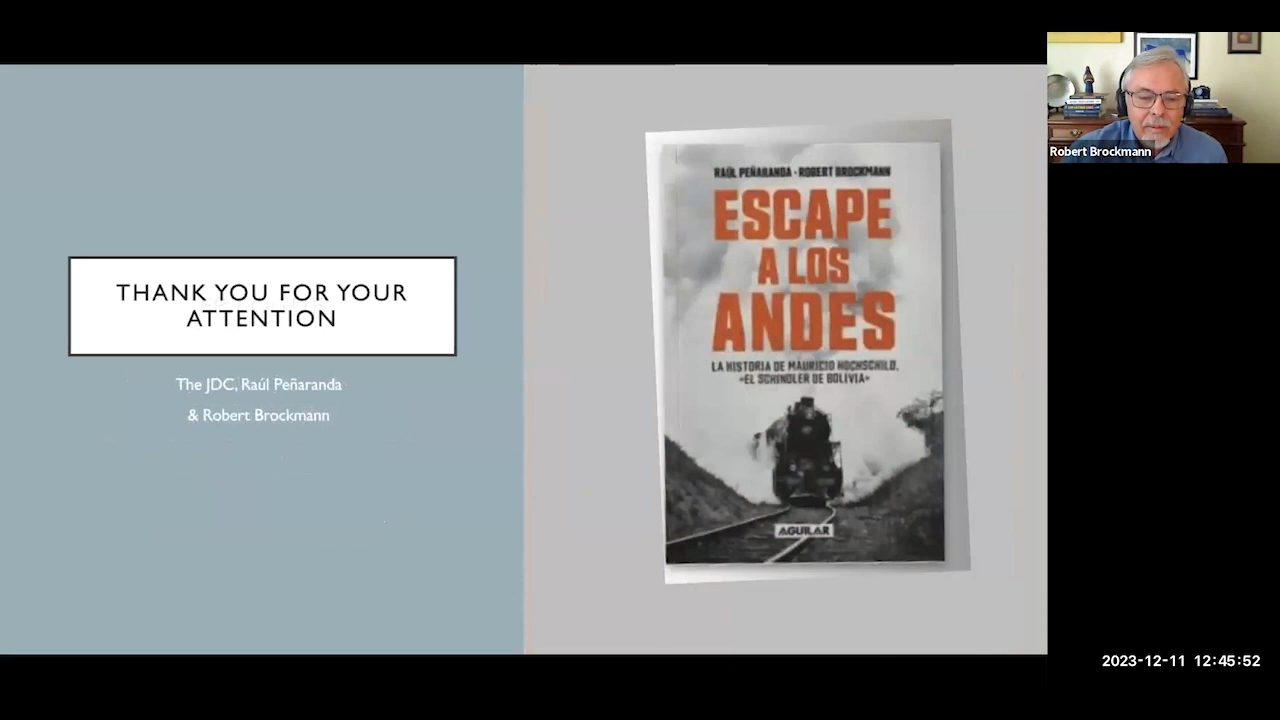 THANK YOU FOR YOUR
ATTENTION
The JDC, Raúl Peñaranda
& Robert Brockmann
RAÚL PEÑARANDA • ROBERT BROCKMANN
ESCAPE
A LOS
ANDES
LA HISTORIA DE MAURICIO HOCHSCHILD,
«EL SCHINDLER DE BOLIVIA»
AGUILAR
Robert Brockmann
2023-12-11 12:45:52